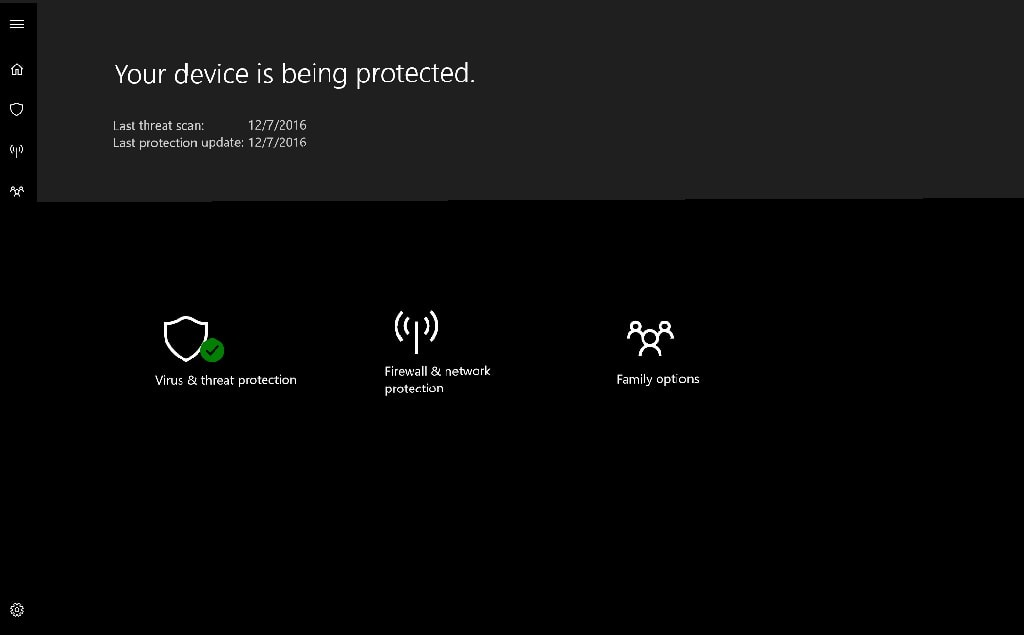 Your device is being protected.
Last threat scan: 12/7/2016
Last protection update: 12/7/2016
Virus & threat protection
Firewall & network
protection
Family options